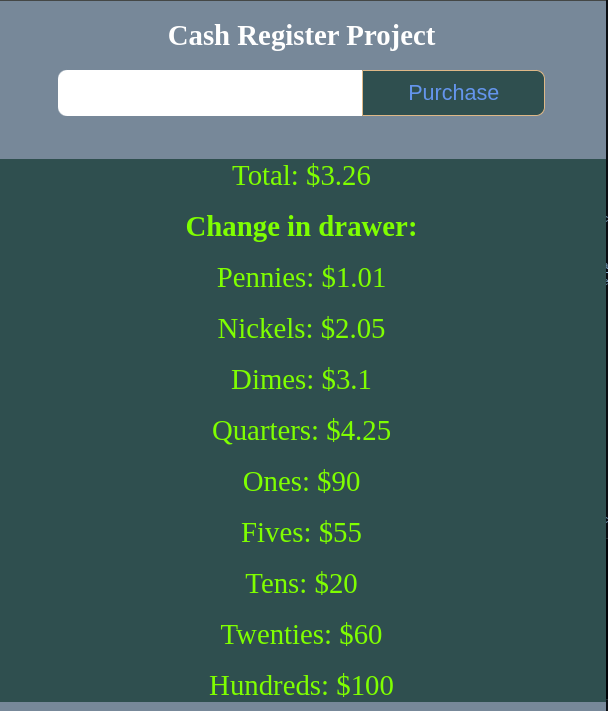 Cash Register Project
Purchase
Total: $3.26
Change in drawer:
Pennies: $1.01
Nickels: $2.05
Dimes: $3.1
Quarters: $4.25
Ones: $90
Fives: $55
Tens: $20
Twenties: $60
Hundreds: $100